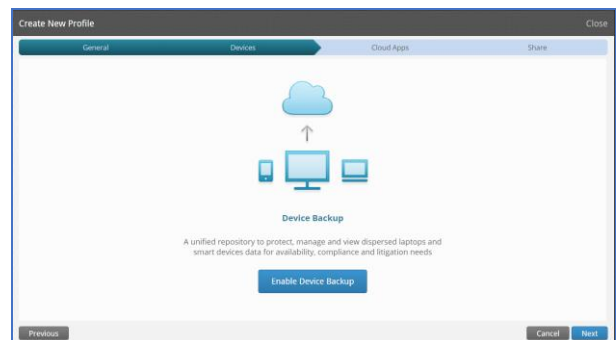 Create New Profile Close
General Devices Cloud Apps Share
Device Backup
A unified repository to protect, manage and view dispersed laptops and
smart devices data for availability, compliance and litigation needs
Enable Device Backup
Previous Cancel Next